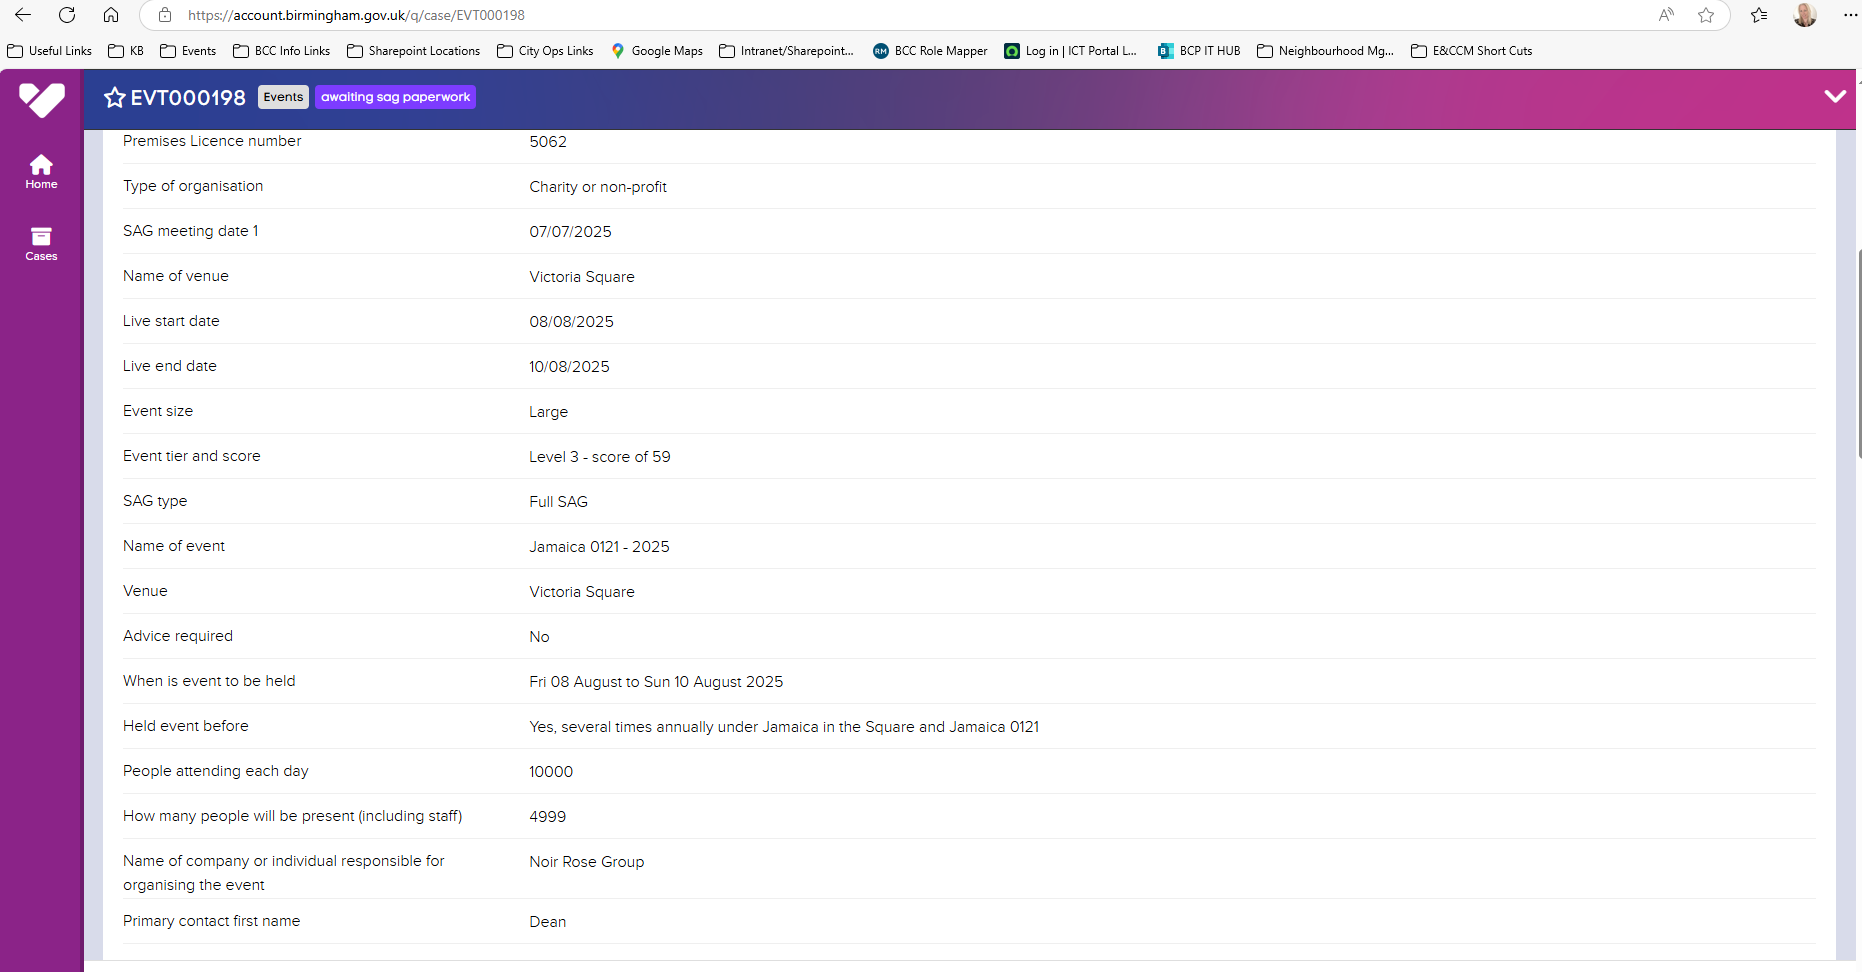 https://account.birmingham.gov.uk/q/case/EVT000198
Useful Links KB Events BCC Info Links Sharepoint Locations City Ops Links Google Maps Intranet/Sharepoint... RM BCC Role Mapper Log in | ICT Portal L... B BCP IT HUB Neighbourhood Mg... E&CCM Short Cuts
EVT000198 Events awaiting sag paperwork
Home
Cases
Premises Licence number 5062
Type of organisation Charity or non-profit
SAG meeting date 1 07/07/2025
Name of venue Victoria Square
Live start date 08/08/2025
Live end date 10/08/2025
Event size Large
Event tier and score Level 3 - score of 59
SAG type Full SAG
Name of event Jamaica 0121 - 2025
Venue Victoria Square
Advice required No
When is event to be held Fri 08 August to Sun 10 August 2025
Held event before Yes, several times annually under Jamaica in the Square and Jamaica 0121
People attending each day 10000
How many people will be present (including staff) 4999
Name of company or individual responsible for Noir Rose Group
organising the event
Primary contact first name Dean